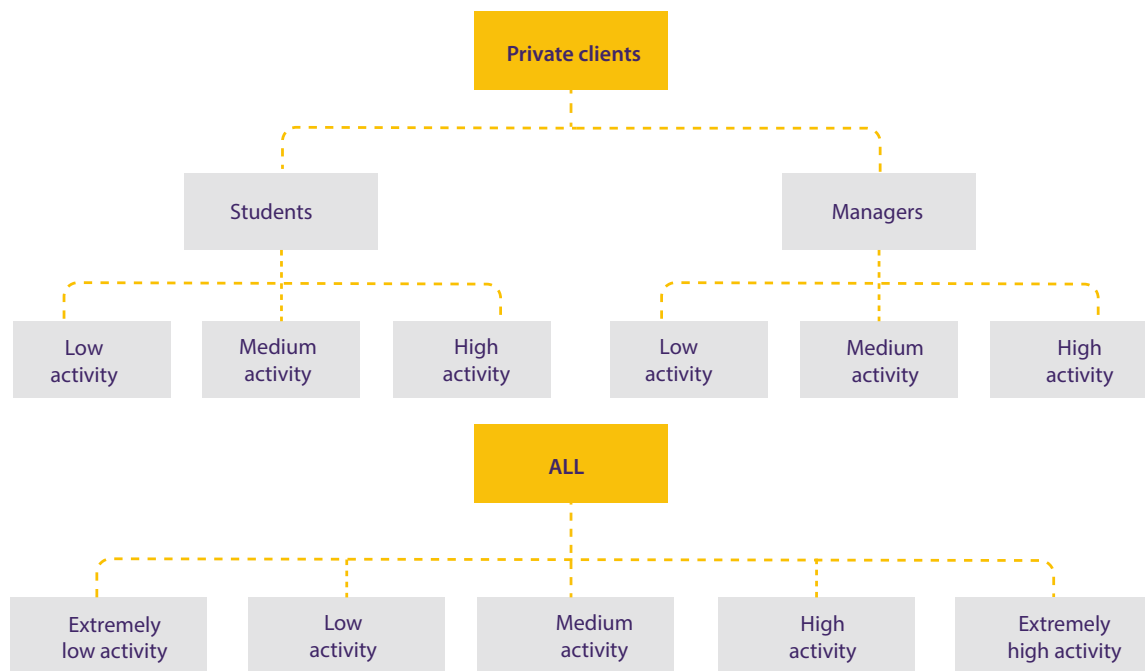 Private clients
Students
Managers
Low
activity
Medium
activity
High
activity
Low
activity
Medium
activity
High
activity
ALL
Extremely
low activity
Low
activity
Medium
activity
High
activity
Extremely
high activity